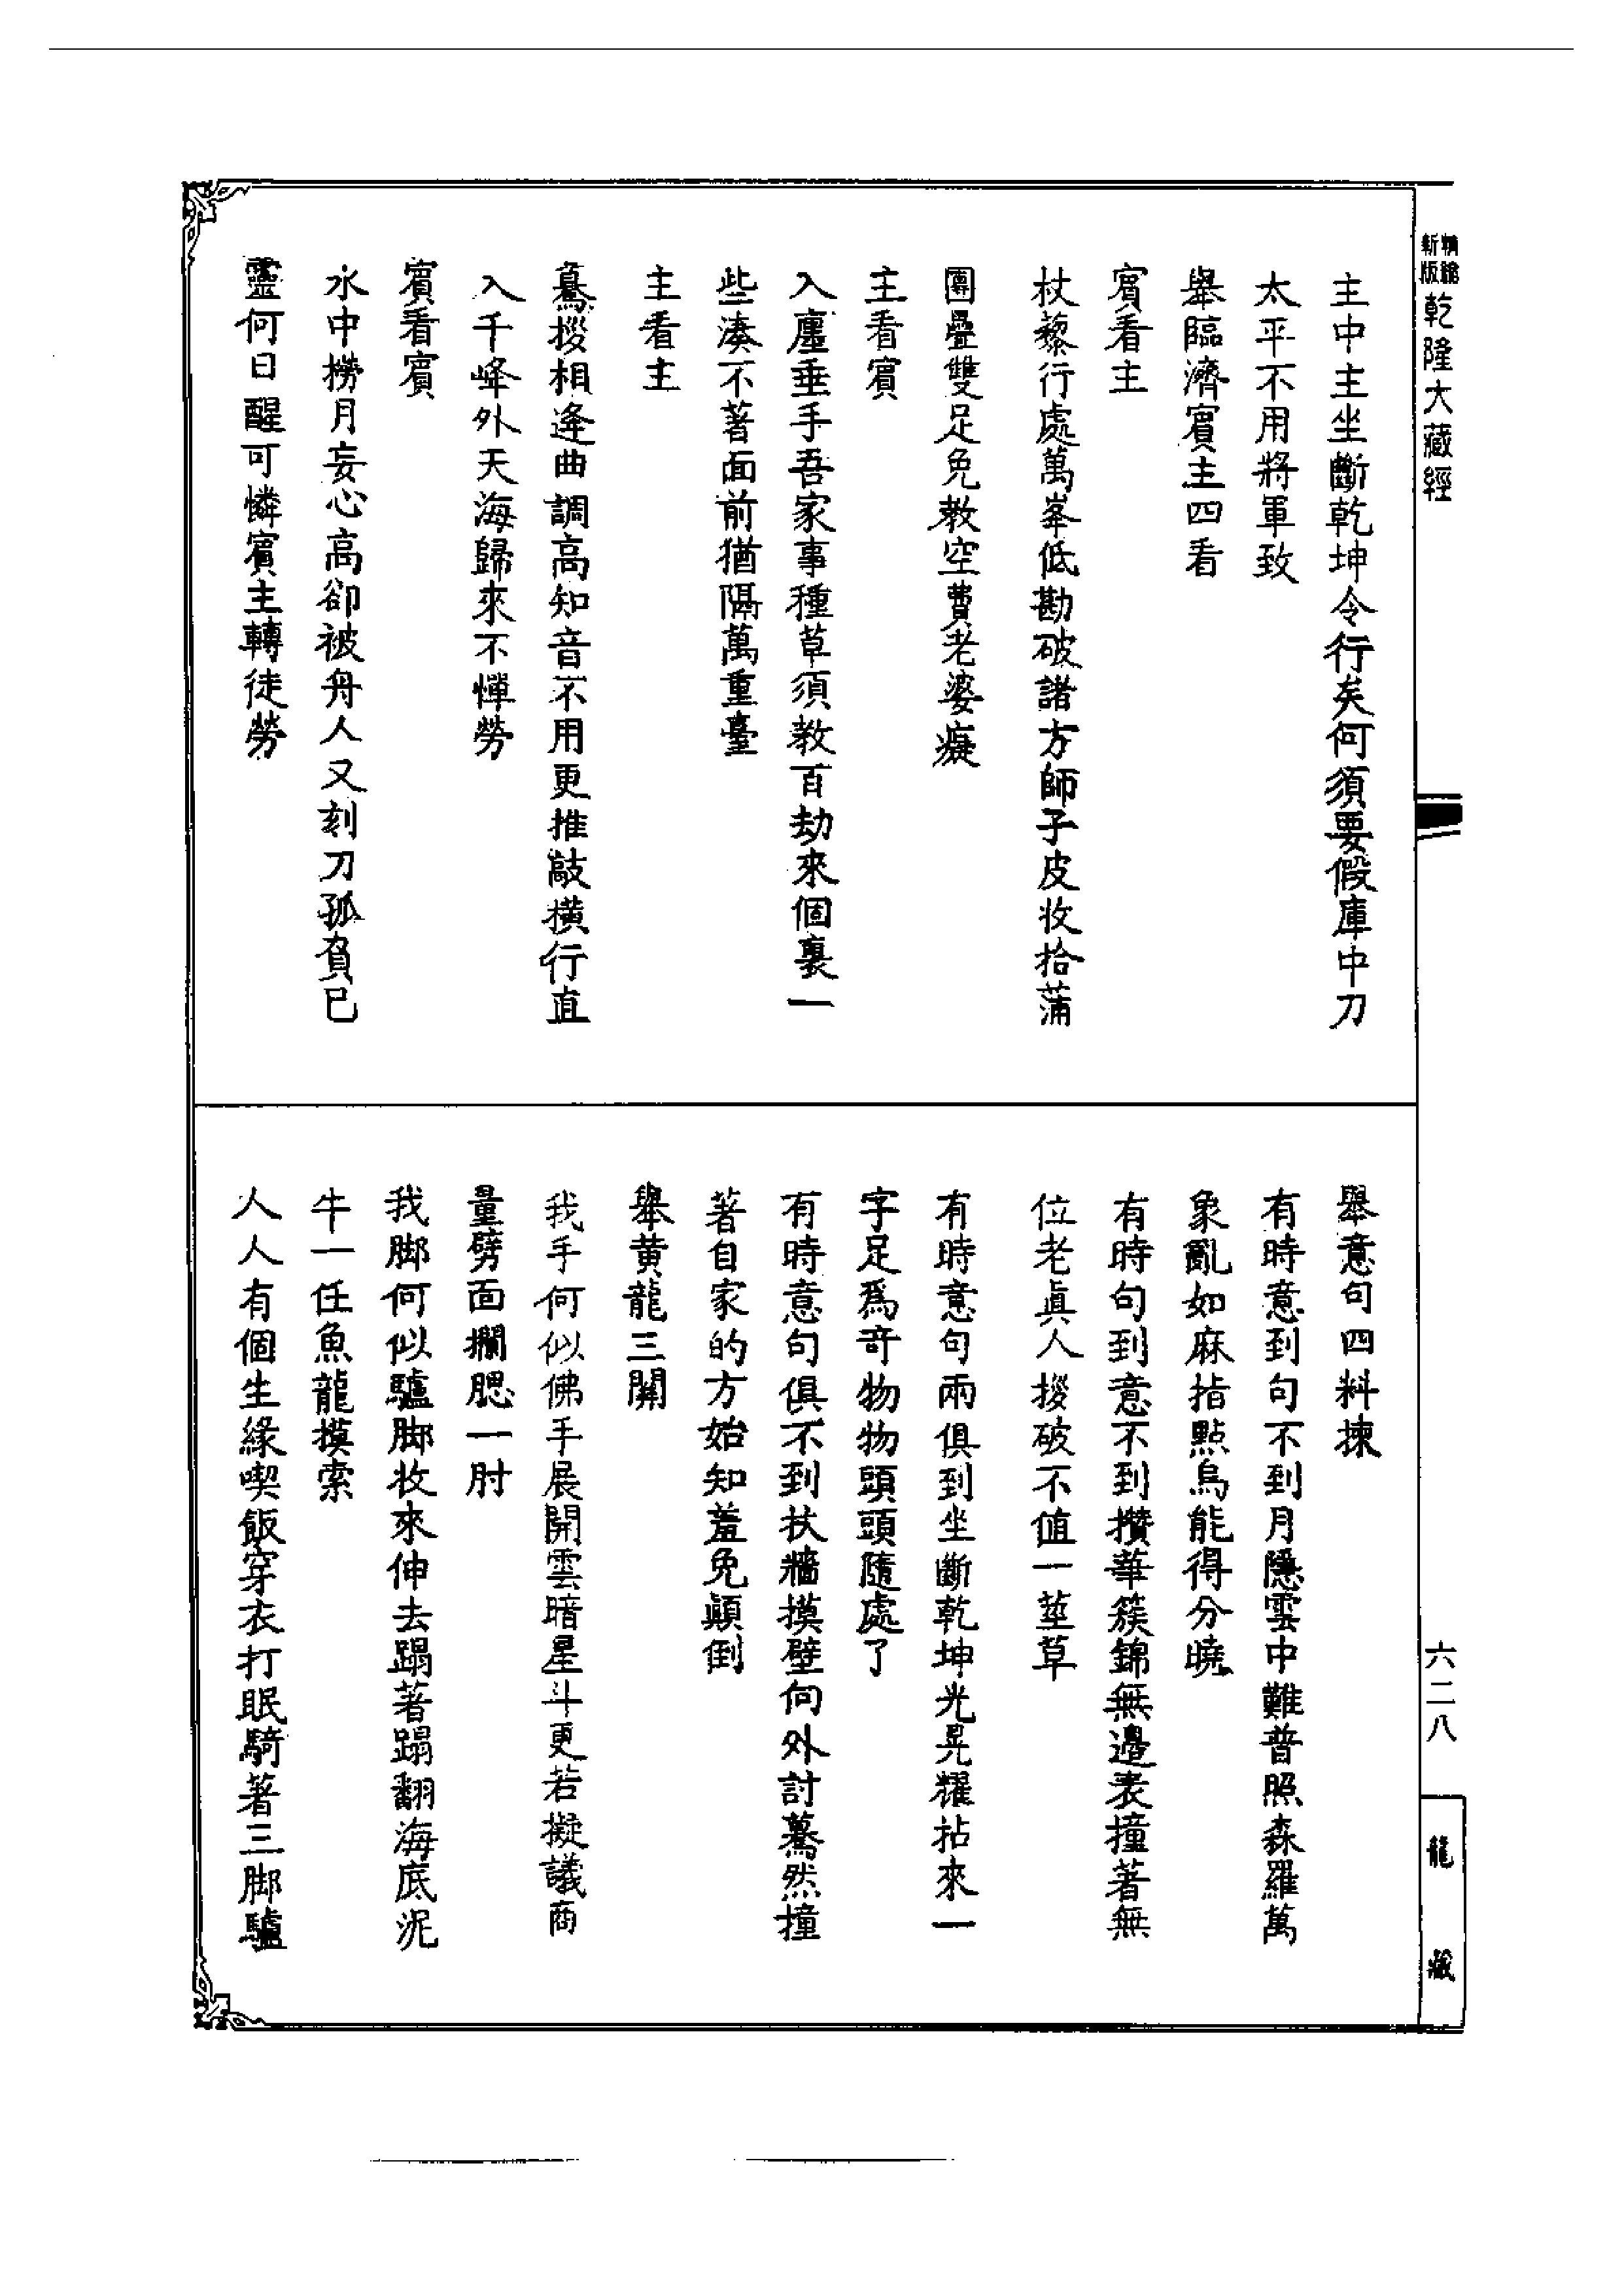 精縮
新版
乾隆大藏經
主中主坐斷乾坤令行矣何須要假庫中刀
太平不用將軍致
舉臨濟賓主四看
賓看主
杖藜行處萬峯低勘破諸方師子皮收拾蒲
團疊雙足免教空費老婆癡
主看賓
入廛垂手吾家事種草須教百劫來個裏一
些湊不著面前猶隔萬重臺
主看主
驀拶相逢曲調高知音不用更推敲橫行直
入千峰外天海歸來不憚勞
賓看賓
水中撈月妄心高卻被舟人又刻刀孤負己
靈何日醒可憐賓主轉徒勞
舉意句四料揀
有時意到句不到月隱雲中難普照森羅萬
象亂如麻指點烏能得分曉
有時句到意不到攢華簇錦無邊表撞著無
位老眞人拶破不值一莖草
有時意句兩俱到坐斷乾坤光晃耀拈來一
字足爲奇物物頭頭隨處了
有時意句俱不到扶牆摸壁向外討驀然撞
著自家的方始知羞免顚倒
舉黄龍三關
我手何似佛手展開雲暗星斗更若擬議商
量劈面攔腮一肘
我脚何似驢脚收來伸去蹋著蹋翻海底泥
牛一任魚龍摸索
人人有個生緣喫飯穿衣打眠騎著三脚驢
六二八
龍藏